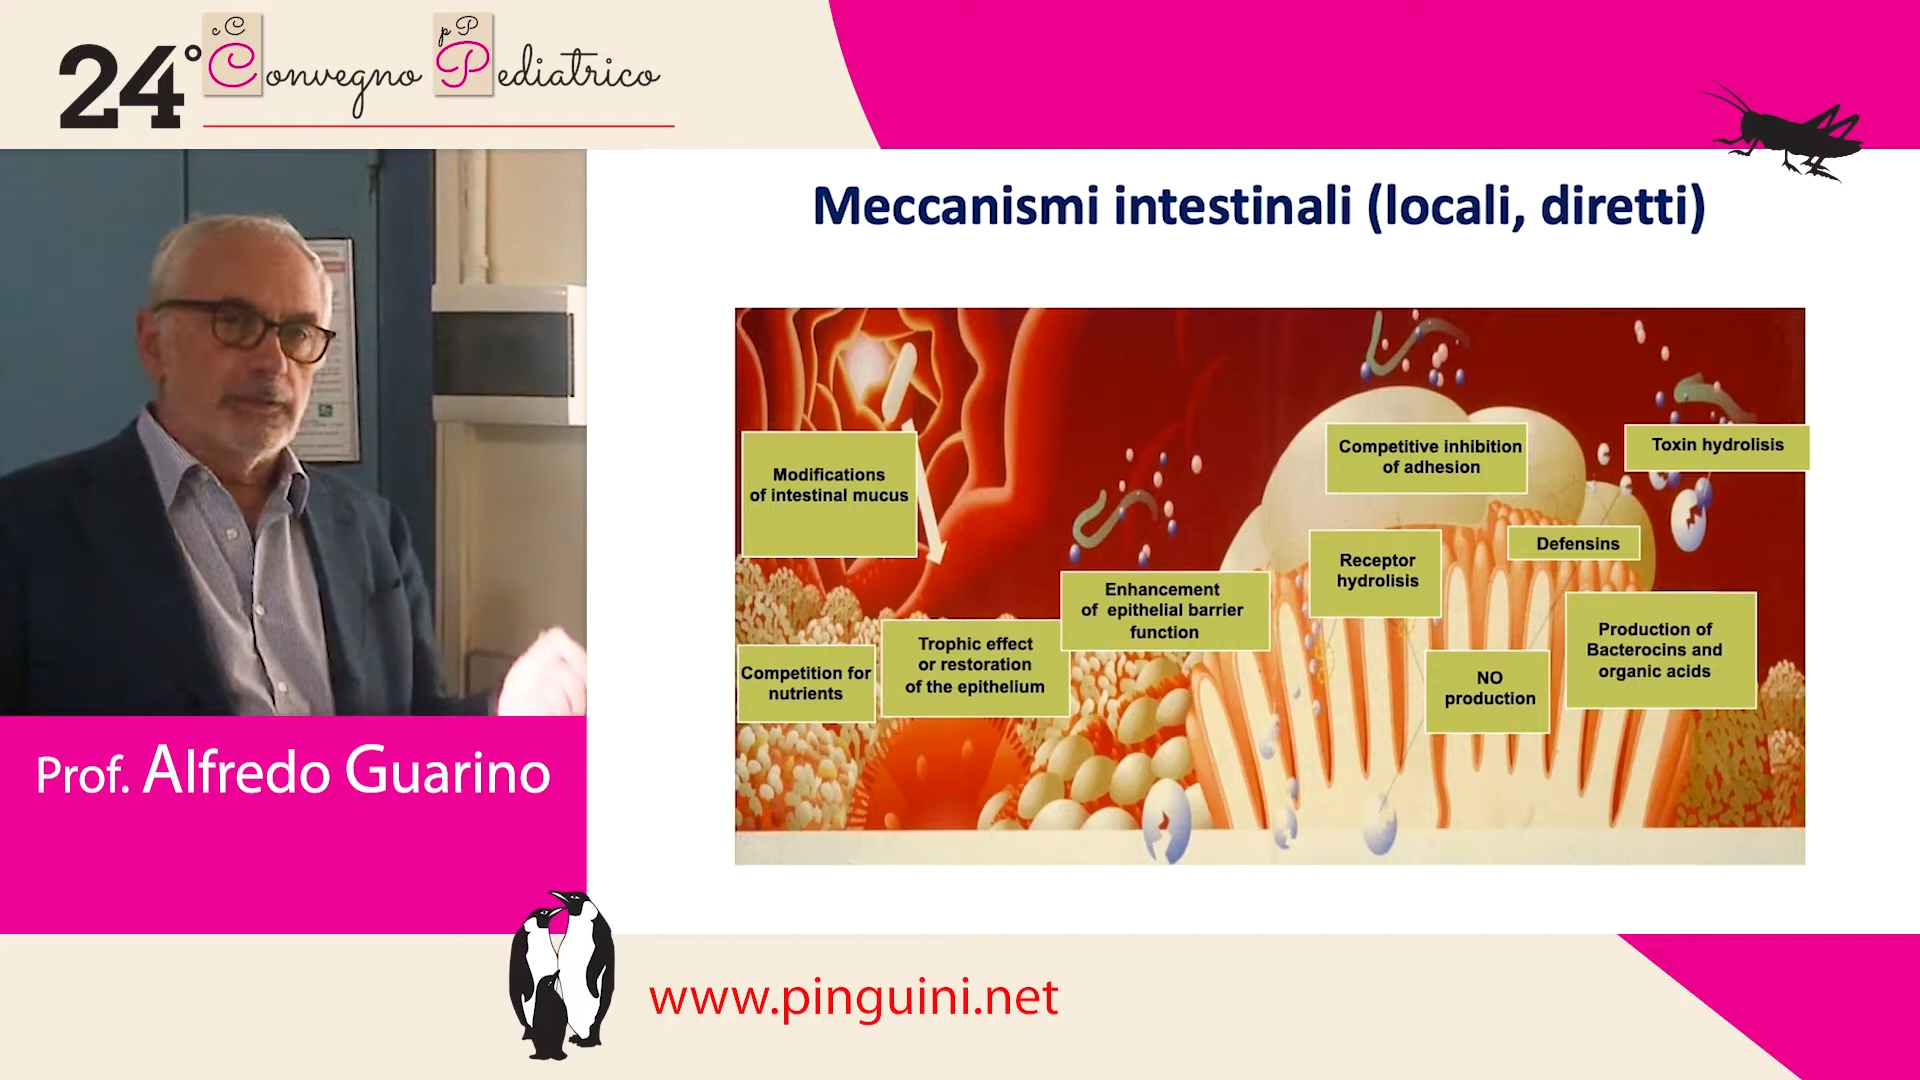 24° Convegno Pediatrico
c C
p P
Meccanismi intestinali (locali, diretti)
Modifications
of intestinal mucus
Competitive inhibition
of adhesion
Toxin hydrolisis
Defensins
Receptor
hydrolisis
Enhancement
of epithelial barrier
function
Production of
Bacterocins and
organic acids
Trophic effect
or restoration
of the epithelium
Competition for
nutrients
NO
production
Prof. Alfredo Guarino
www.pinguini.net